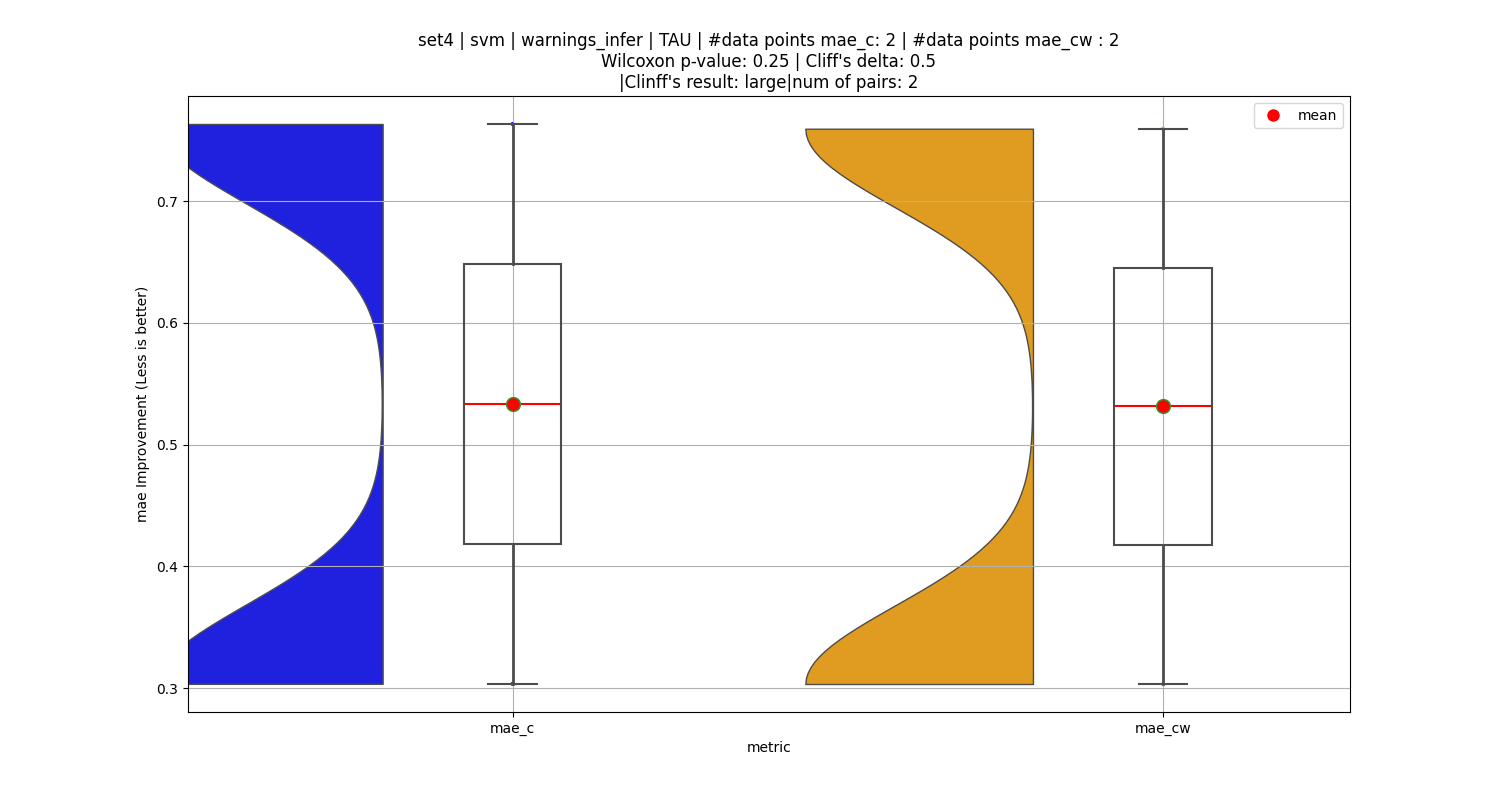 set4 | svm | warnings_infer | TAU | #data points mae_c: 2 | #data points mae_cw : 2
Wilcoxon p-value: 0.25 | Cliff's delta: 0.5
|Clinff's result: large|num of pairs: 2
mean
mae Improvement (Less is better)
0.7
0.6
0.5
0.4
0.3
mae_c
mae_cw
metric